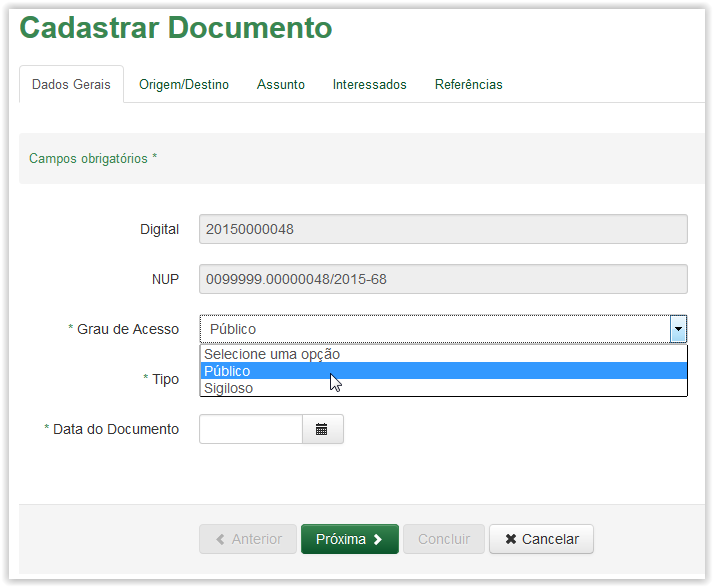 Cadastrar Documento
Dados Gerais Origem/Destino Assunto Interessados Referências
Campos obrigatórios *
Digital 20150000048
NUP 0099999.00000048/2015-68
* Grau de Acesso Público
Selecione uma opção
Público
* Tipo
Sigiloso
* Data do Documento
Anterior Próxima Concluir Cancelar